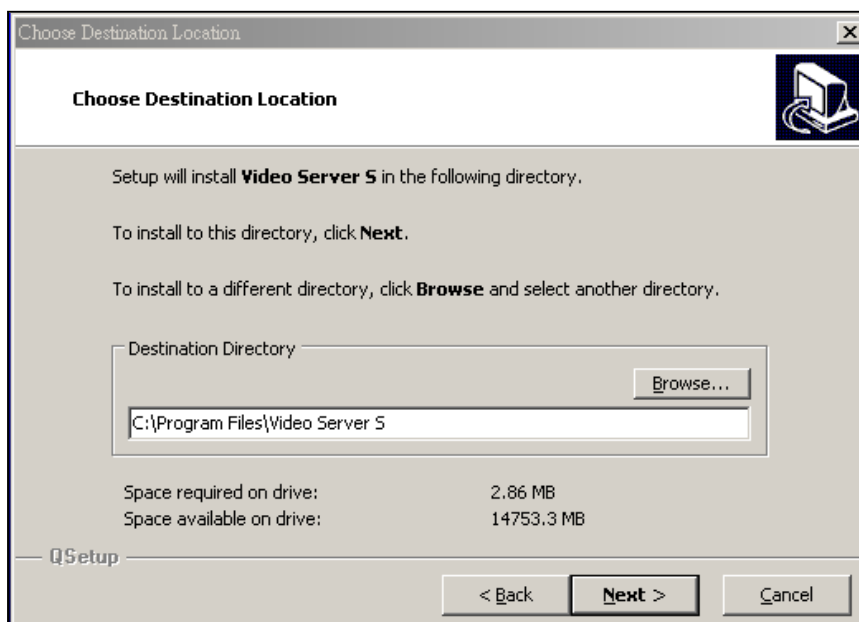 Choose Destination Location
Choose Destination Location
Setup will install Video Server S in the following directory.
To install to this directory, click Next.
To install to a different directory, click Browse and select another directory.
Destination Directory
Browse...
C:\Program Files\Video Server S
Space required on drive: 2.86 MB
Space available on drive: 14753.3 MB
QSetup
< Back Next > Cancel